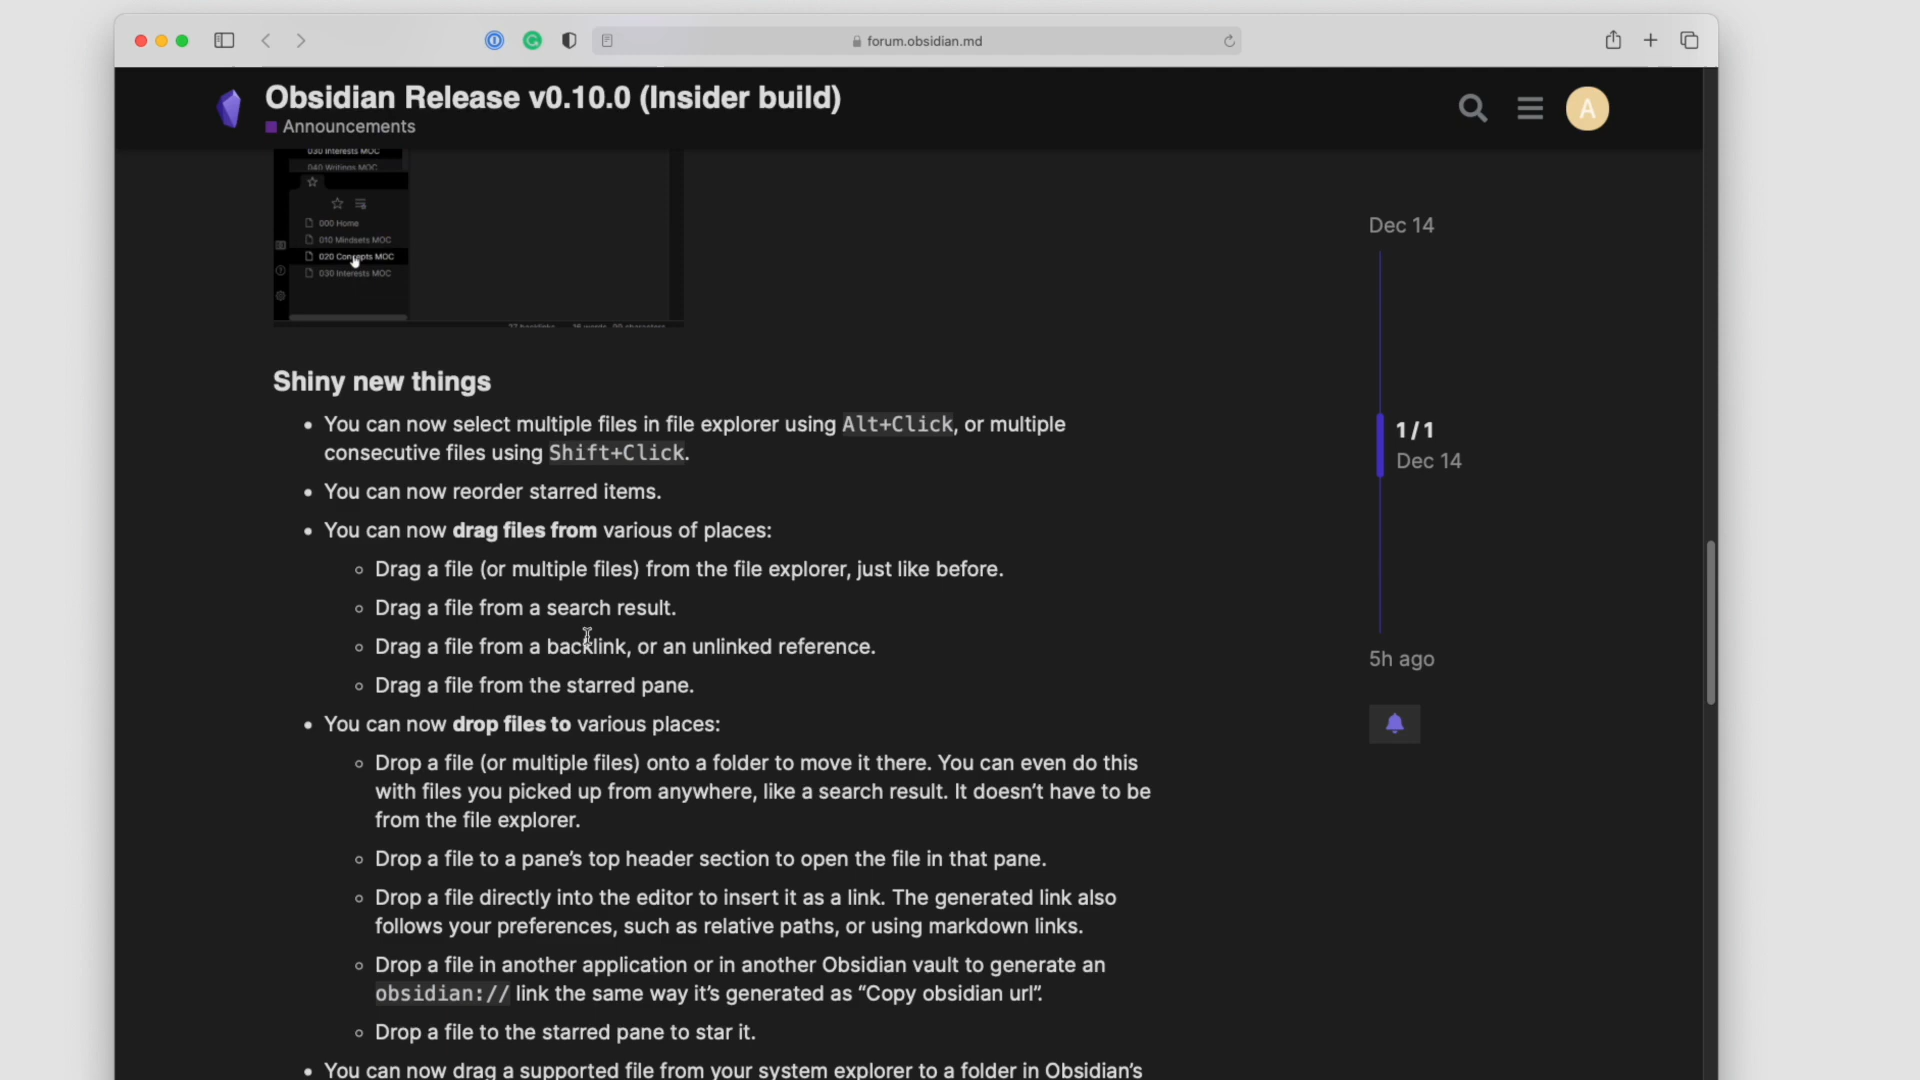 forum.obsidian.md
Obsidian Release v0.10.0 (Insider build)
Announcements
A
030 Interests MOC
040 Writings MOC
000 Home
010 Mindsets MOC
020 Concepts MOC
030 Interests MOC
Dec 14
1 / 1
Dec 14
5h ago
Shiny new things
• You can now select multiple files in file explorer using Alt+Click, or multiple
consecutive files using Shift+Click.
• You can now reorder starred items.
• You can now drag files from various of places:
◦ Drag a file (or multiple files) from the file explorer, just like before.
◦ Drag a file from a search result.
◦ Drag a file from a backlink, or an unlinked reference.
◦ Drag a file from the starred pane.
• You can now drop files to various places:
◦ Drop a file (or multiple files) onto a folder to move it there. You can even do this
with files you picked up from anywhere, like a search result. It doesn’t have to be
from the file explorer.
◦ Drop a file to a pane’s top header section to open the file in that pane.
◦ Drop a file directly into the editor to insert it as a link. The generated link also
follows your preferences, such as relative paths, or using markdown links.
◦ Drop a file in another application or in another Obsidian vault to generate an
obsidian:// link the same way it’s generated as “Copy obsidian url”.
◦ Drop a file to the starred pane to star it.
• You can now drag a supported file from your system explorer to a folder in Obsidian’s